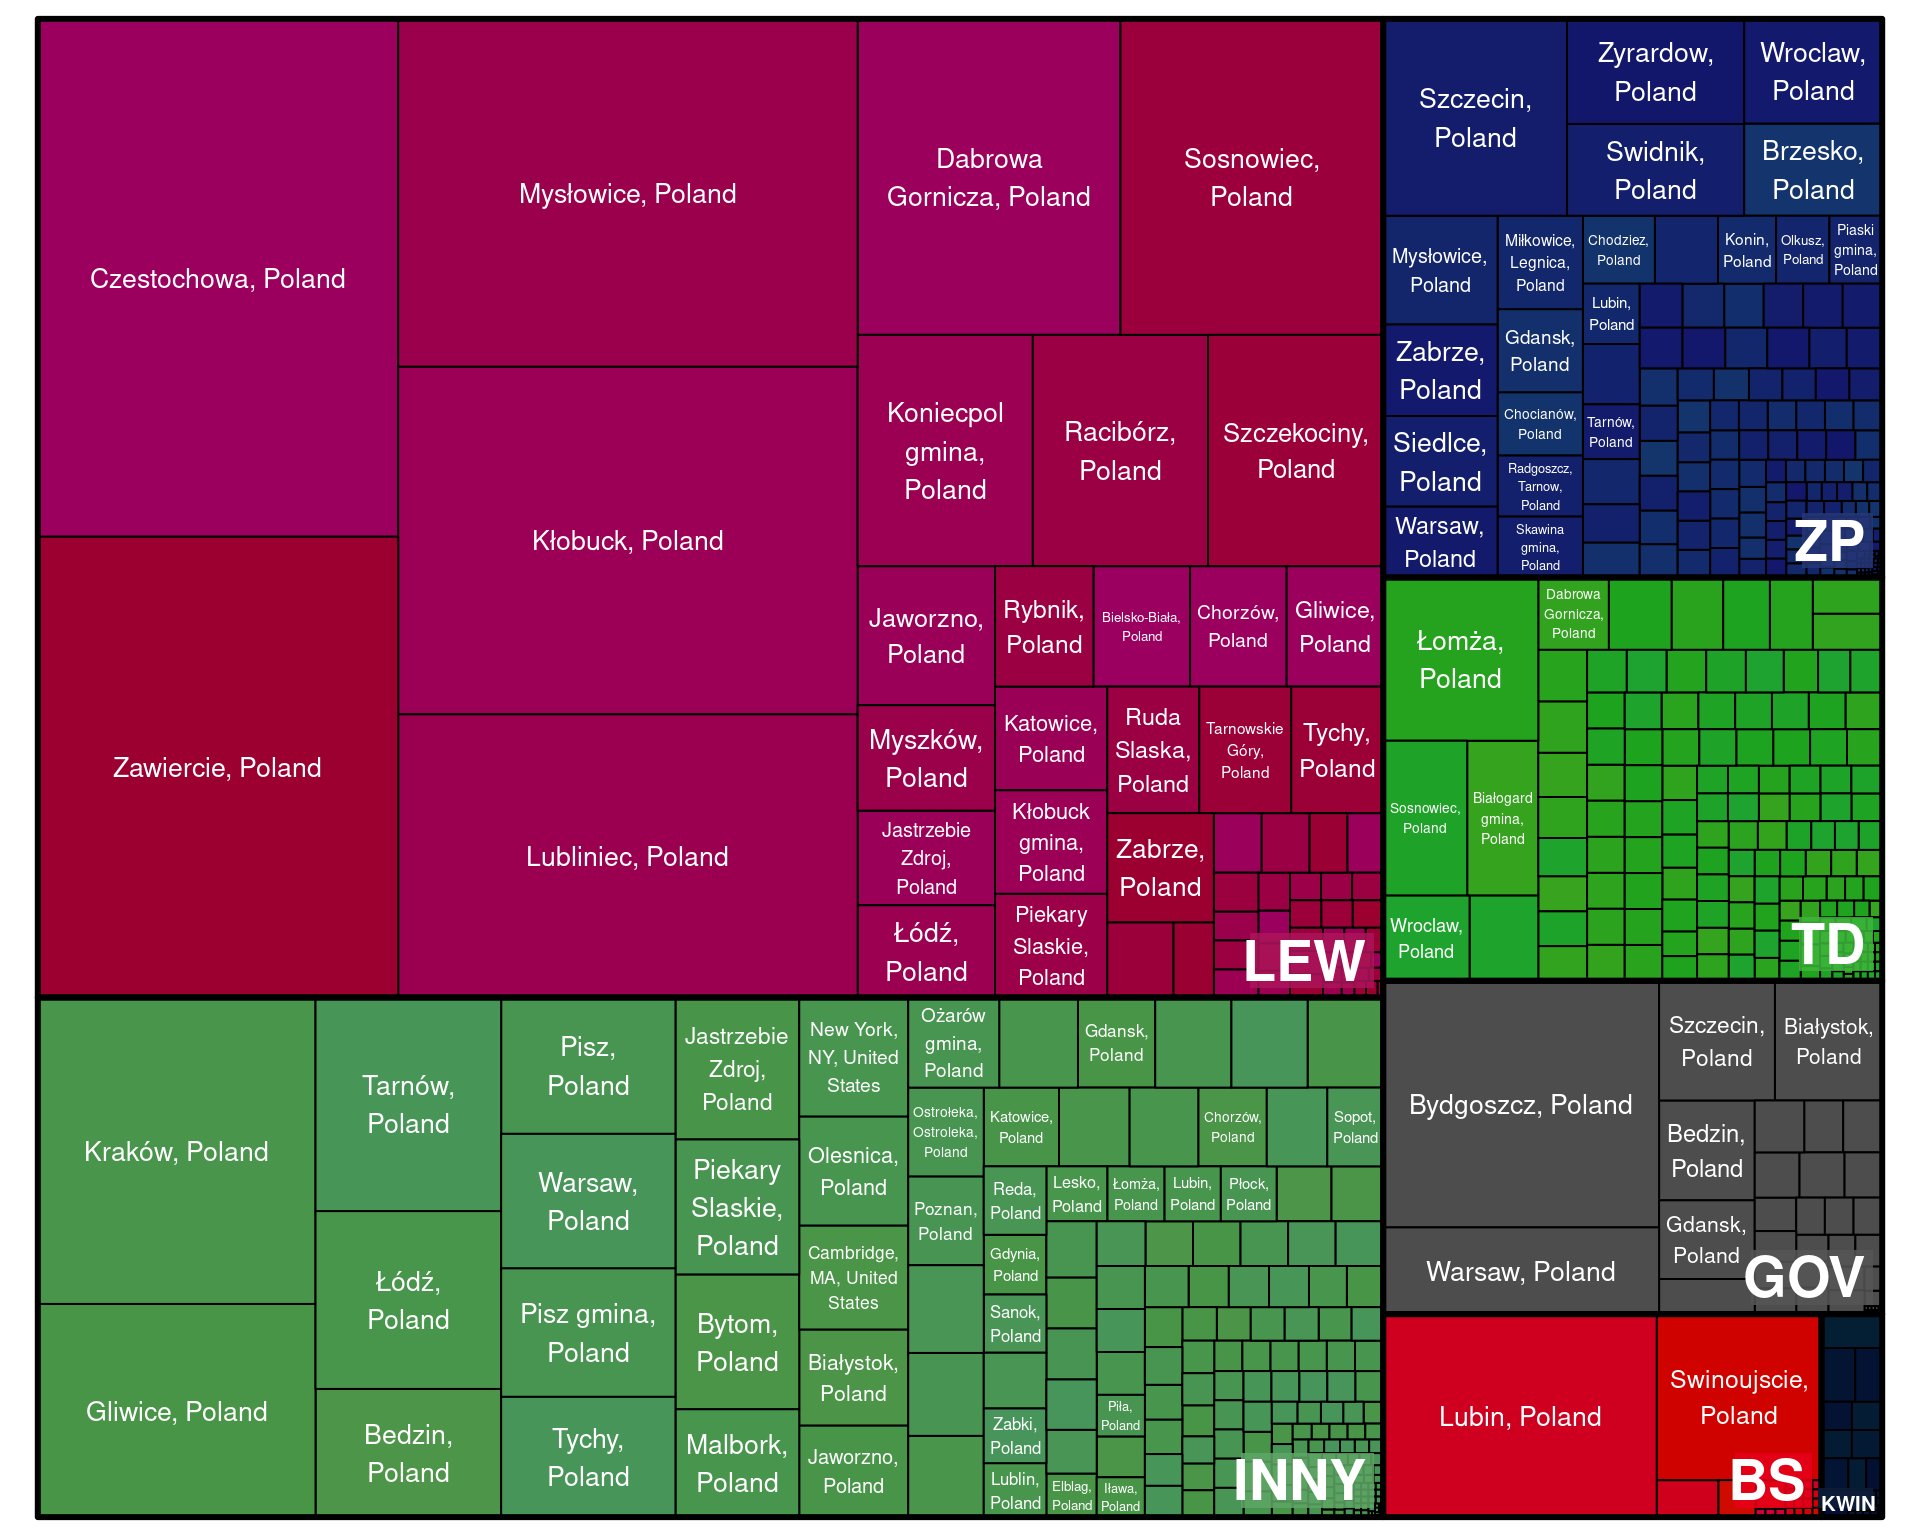 Czestochowa, Poland
Zawiercie, Poland
Mysłowice, Poland
Kłobuck, Poland
Lubliniec, Poland
Dabrowa
Gornicza, Poland
Sosnowiec,
Poland
Koniecpol
gmina,
Poland
Racibórz,
Poland
Szczekociny,
Poland
Jaworzno,
Poland
Myszków,
Poland
Jastrzebie
Zdroj,
Poland
Łódź,
Poland
Rybnik,
Poland
Bielsko-Biała,
Poland
Chorzów,
Poland
Gliwice,
Poland
Katowice,
Poland
Kłobuck
gmina,
Poland
Piekary
Slaskie,
Poland
Ruda
Slaska,
Poland
Tarnowskie
Góry,
Poland
Tychy,
Poland
Zabrze,
Poland
LEW
Szczecin,
Poland
Zyrardow,
Poland
Wroclaw,
Poland
Swidnik,
Poland
Brzesko,
Poland
Mysłowice,
Poland
Zabrze,
Poland
Siedlce,
Poland
Warsaw,
Poland
Miłkowice,
Legnica,
Poland
Gdansk,
Poland
Chocianów,
Poland
Radgoszcz,
Tarnow,
Poland
Skawina
gmina,
Poland
Chodziez,
Poland
Konin,
Poland
Olkusz,
Poland
Piaski
gmina,
Poland
Lubin,
Poland
Tarnów,
Poland
ZP
Łomża,
Poland
Dabrowa
Gornicza,
Poland
Sosnowiec,
Poland
Białogard
gmina,
Poland
Wroclaw,
Poland
TD
Bydgoszcz, Poland
Warsaw, Poland
Szczecin,
Poland
Białystok,
Poland
Bedzin,
Poland
Gdansk,
Poland
GOV
Lubin, Poland
Swinoujscie,
Poland
BS
KWIN
Kraków, Poland
Gliwice, Poland
Tarnów,
Poland
Łódź,
Poland
Bedzin,
Poland
Pisz,
Poland
Warsaw,
Poland
Pisz gmina,
Poland
Tychy,
Poland
Jastrzebie
Zdroj,
Poland
Piekary
Slaskie,
Poland
Bytom,
Poland
Malbork,
Poland
New York,
NY, United
States
Olesnica,
Poland
Cambridge,
MA, United
States
Białystok,
Poland
Jaworzno,
Poland
Ożarów
gmina,
Poland
Gdansk,
Poland
Ostrołeka,
Ostroleka,
Poland
Poznan,
Poland
Katowice,
Poland
Chorzów,
Poland
Sopot,
Poland
Reda,
Poland
Gdynia,
Poland
Sanok,
Poland
Zabki,
Poland
Lublin,
Poland
Lesko,
Poland
Łomża,
Poland
Lubin,
Poland
Płock,
Poland
Piła,
Poland
Elblag,
Poland
Iława,
Poland
INNY